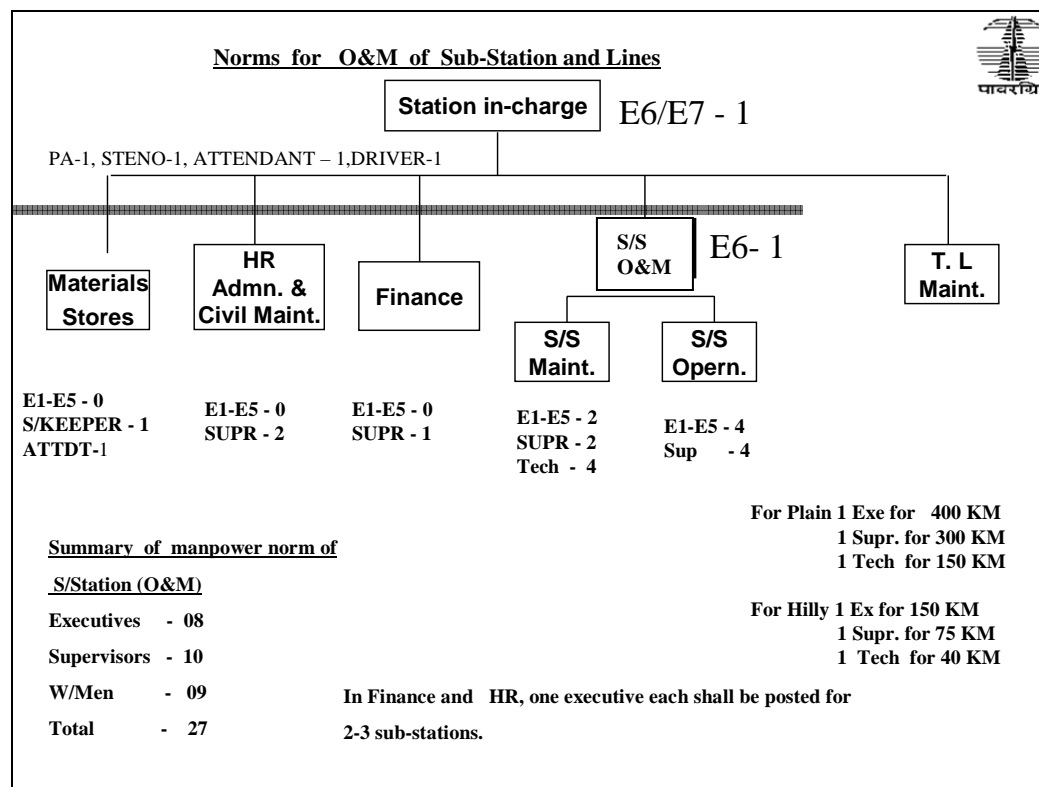 Norms for O&M of Sub-Station and Lines
पावरग्रि
Station in-charge
E6/E7 - 1
PA-1, STENO-1, ATTENDANT – 1,DRIVER-1
Materials
Stores
HR
Admn. &
Civil Maint.
Finance
S/S
O&M
E6- 1
T. L
Maint.
S/S
Maint.
S/S
Opern.
E1-E5 - 0
S/KEEPER - 1
ATTDT-1
E1-E5 - 0
SUPR - 2
E1-E5 - 0
SUPR - 1
E1-E5 - 2
SUPR - 2
Tech - 4
E1-E5 - 4
Sup - 4
For Plain 1 Exe for 400 KM
1 Supr. for 300 KM
1 Tech for 150 KM
For Hilly 1 Ex for 150 KM
1 Supr. for 75 KM
1 Tech for 40 KM
Summary of manpower norm of
S/Station (O&M)
Executives - 08
Supervisors - 10
W/Men - 09
Total - 27
In Finance and HR, one executive each shall be posted for
2-3 sub-stations.